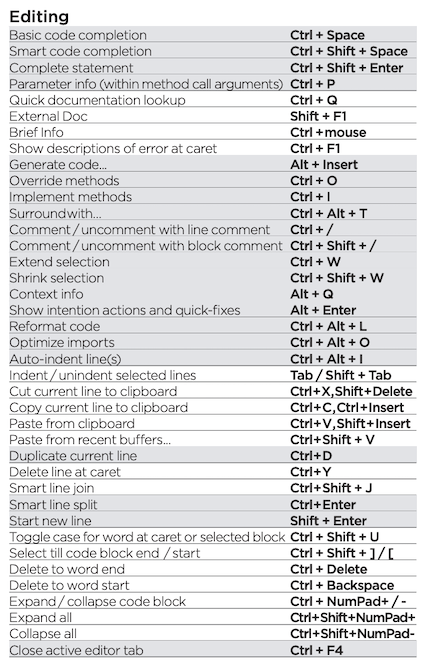 Editing
Basic code completion Ctrl + Space
Smart code completion Ctrl + Shift + Space
Complete statement Ctrl + Shift + Enter
Parameter info (within method call arguments) Ctrl + P
Quick documentation lookup Ctrl + Q
External Doc Shift + F1
Brief Info Ctrl +mouse
Show descriptions of error at caret Ctrl + F1
Generate code... Alt + Insert
Override methods Ctrl + O
Implement methods Ctrl + I
Surround with... Ctrl + Alt + T
Comment / uncomment with line comment Ctrl + /
Comment / uncomment with block comment Ctrl + Shift + /
Extend selection Ctrl + W
Shrink selection Ctrl + Shift + W
Context info Alt + Q
Show intention actions and quick-fixes Alt + Enter
Reformat code Ctrl + Alt + L
Optimize imports Ctrl + Alt + O
Auto-indent line(s) Ctrl + Alt + I
Indent / unindent selected lines Tab / Shift + Tab
Cut current line to clipboard Ctrl+X,Shift+Delete
Copy current line to clipboard Ctrl+C,Ctrl+Insert
Paste from clipboard Ctrl+V,Shift+Insert
Paste from recent buffers... Ctrl+Shift + V
Duplicate current line Ctrl+D
Delete line at caret Ctrl+Y
Smart line join Ctrl+Shift + J
Smart line split Ctrl+Enter
Start new line Shift + Enter
Toggle case for word at caret or selected block Ctrl + Shift + U
Select till code block end / start Ctrl + Shift + ] / [
Delete to word end Ctrl + Delete
Delete to word start Ctrl + Backspace
Expand / collapse code block Ctrl + NumPad+ / -
Expand all Ctrl+Shift+NumPad+
Collapse all Ctrl+Shift+NumPad-
Close active editor tab Ctrl + F4